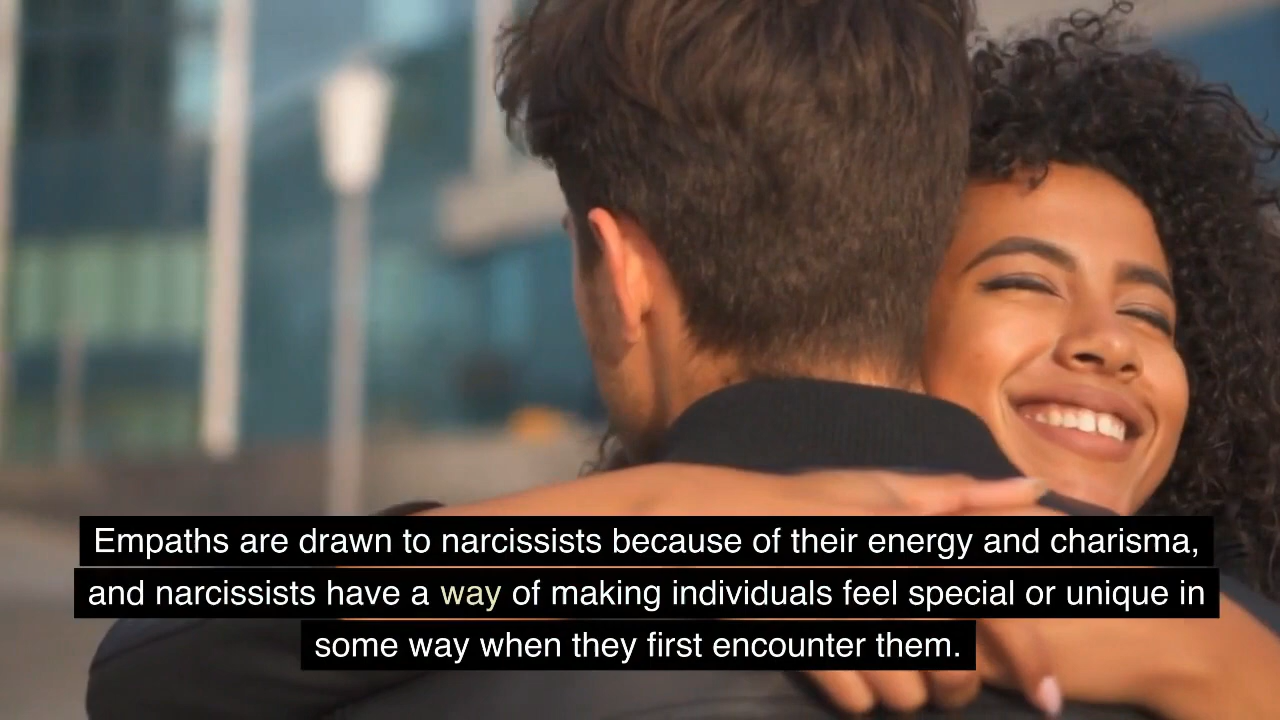 Empaths are drawn to narcissists because of their energy and charisma,
and narcissists have a way of making individuals feel special or unique in
some way when they first encounter them.